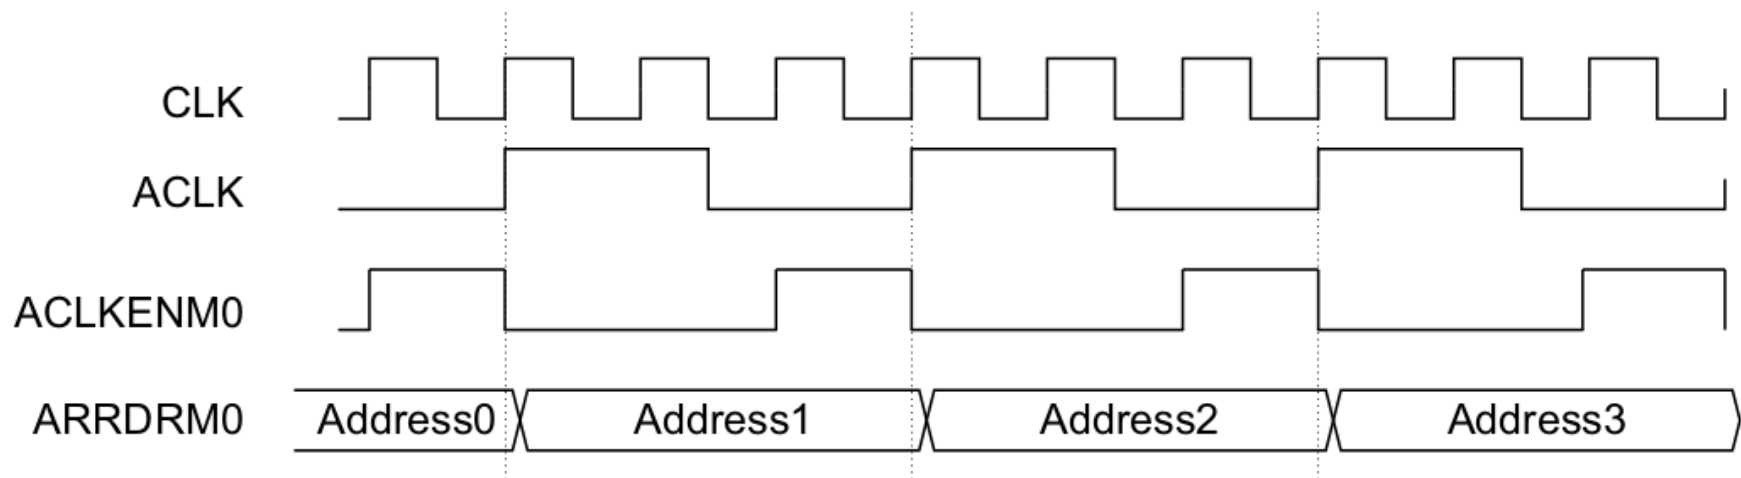 CLK
ACLK
ACLKENM0
ARRDRM0 Address0 Address1 Address2 Address3